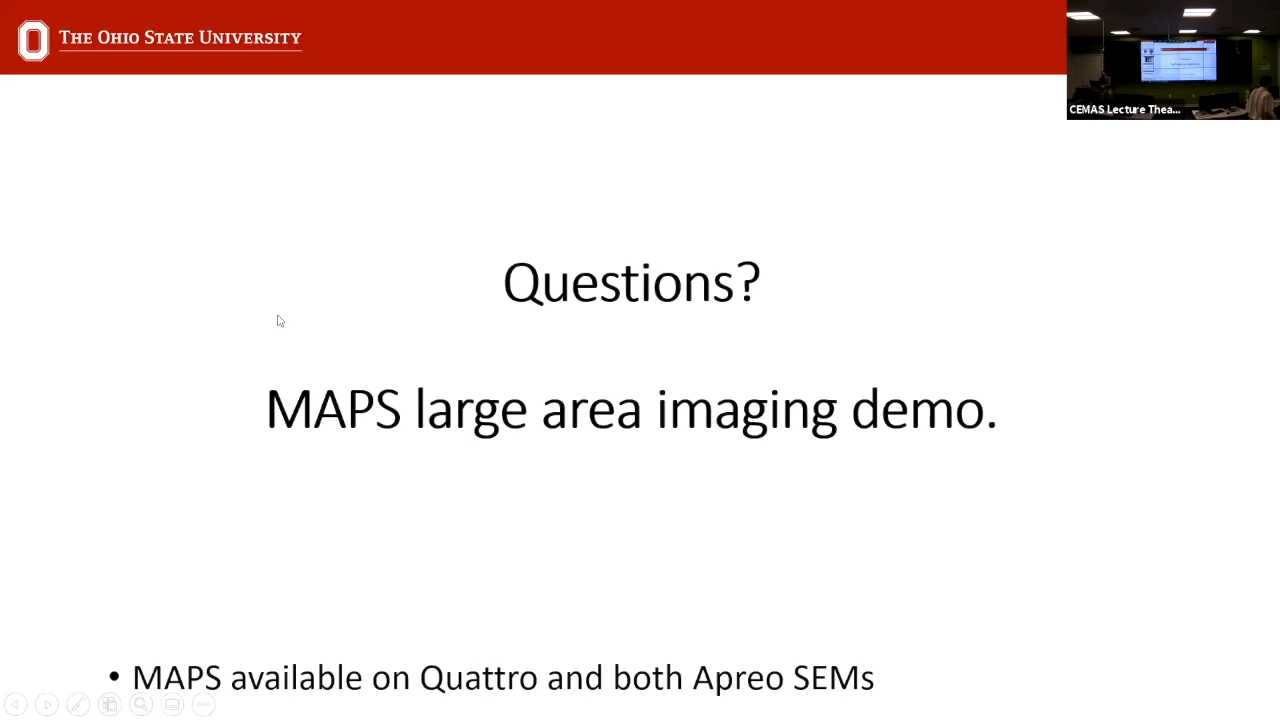 THE OHIO STATE UNIVERSITY
CEMAS Lecture Thea...
Questions?
MAPS large area imaging demo.
• MAPS available on Quattro and both Apreo SEMs